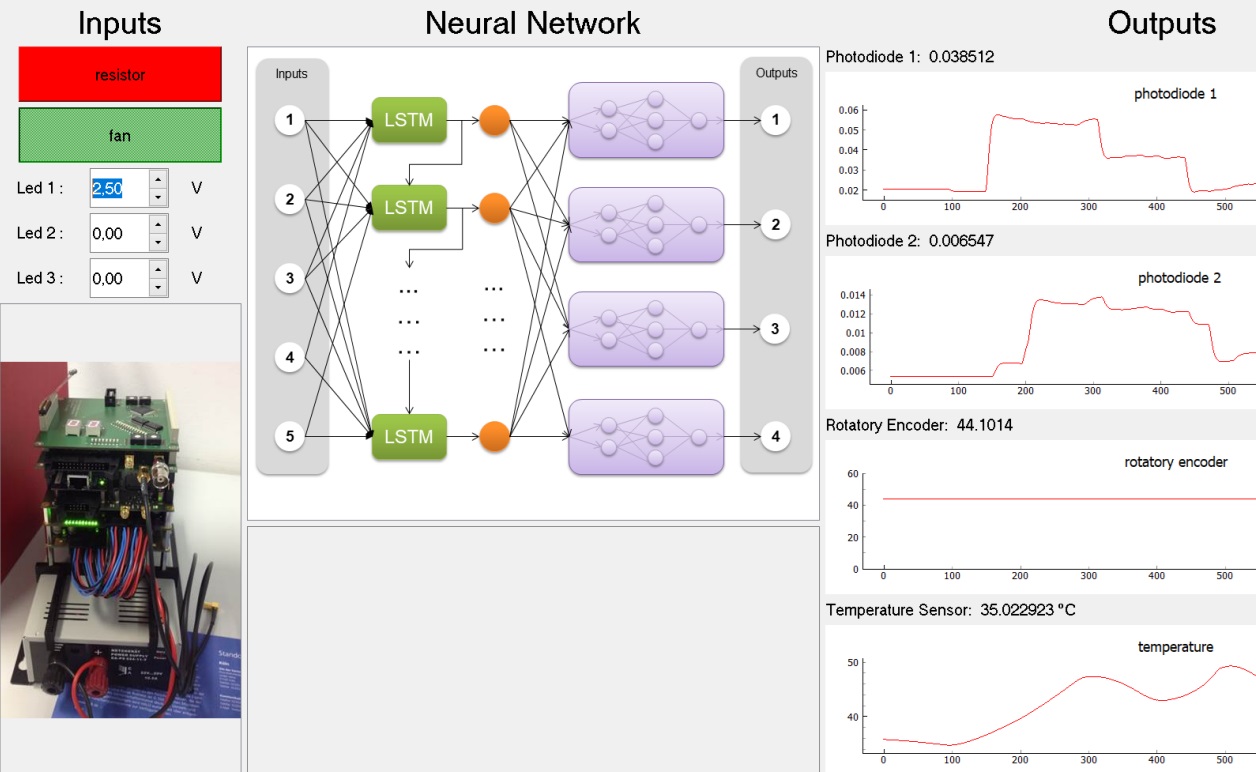 Inputs
resistor
fan
Led 1 : 2,50 V
Led 2 : 0,00 V
Led 3 : 0,00 V
Neural Network
Inputs
1
2
3
4
5
LSTM
LSTM
...
...
...
...
...
...
LSTM
Outputs
1
2
3
4
Outputs
Photodiode 1: 0.038512
photodiode 1
0.06
0.05
0.04
0.03
0.02
0 100 200 300 400 500
Photodiode 2: 0.006547
photodiode 2
0.014
0.012
0.01
0.008
0.006
0 100 200 300 400 500
Rotatory Encoder: 44.1014
rotatory encoder
60
40
20
0
0 100 200 300 400 500
Temperature Sensor: 35.022923 ºC
temperature
50
40
0 100 200 300 400 500